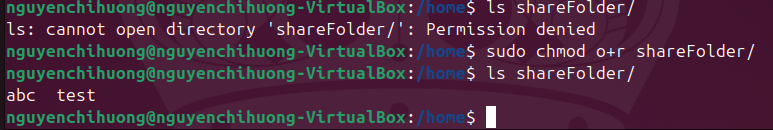 nguyenchihuong@nguyenchihuong-VirtualBox:/home$ ls shareFolder/
ls: cannot open directory 'shareFolder/': Permission denied
nguyenchihuong@nguyenchihuong-VirtualBox:/home$ sudo chmod o+r shareFolder/
nguyenchihuong@nguyenchihuong-VirtualBox:/home$ ls shareFolder/
abc  test
nguyenchihuong@nguyenchihuong-VirtualBox:/home$